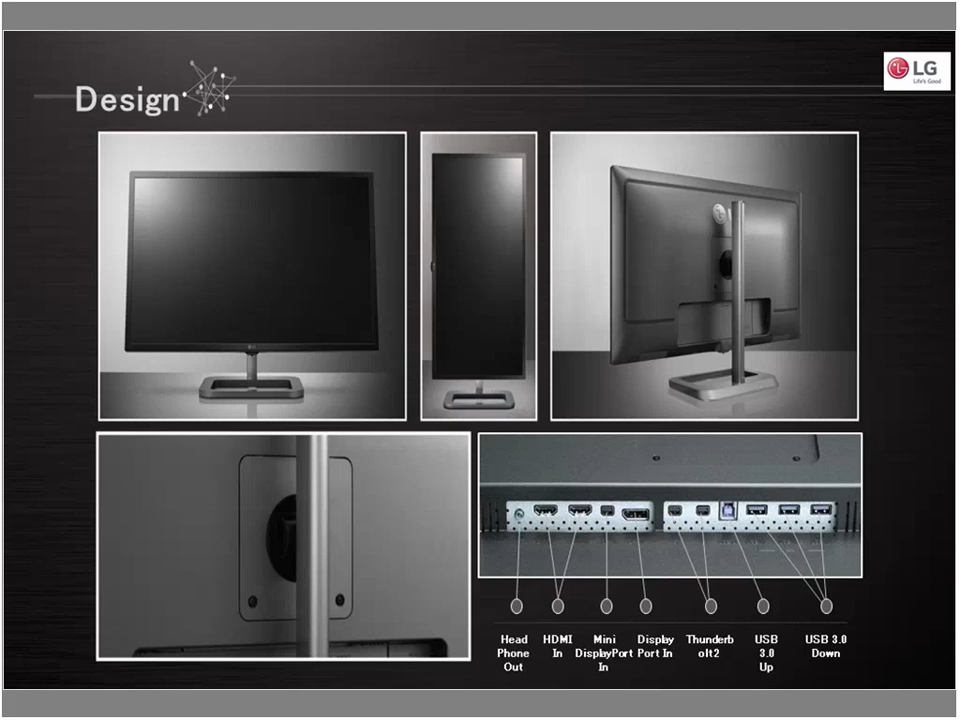 Design
LG
Life's Good
Head
Phone
Out
HDMI
In
Mini
DisplayPort
In
Display
Port In
Thunderb
olt2
USB
3.0
Up
USB 3.0
Down